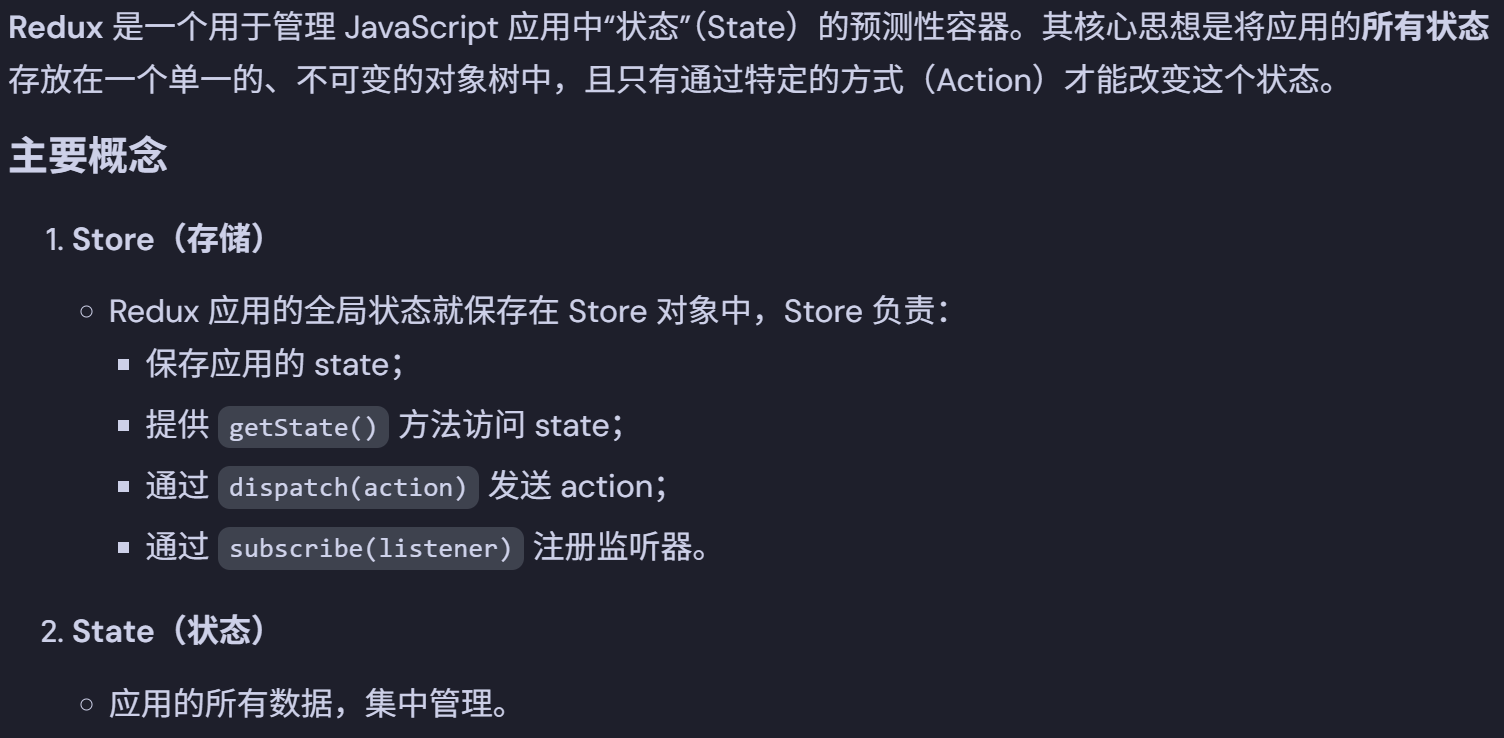 Redux 是一个用于管理 JavaScript 应用中“状态”（State）的预测性容器。其核心思想是将应用的所有状态
存放在一个单一的、不可变的对象树中，且只有通过特定的方式（Action）才能改变这个状态。
主要概念
1. Store（存储）
Redux 应用的全局状态就保存在 Store 对象中，Store 负责：
保存应用的 state；
提供 getState() 方法访问 state；
通过 dispatch(action) 发送 action；
通过 subscribe(listener) 注册监听器。
2. State（状态）
应用的所有数据，集中管理。